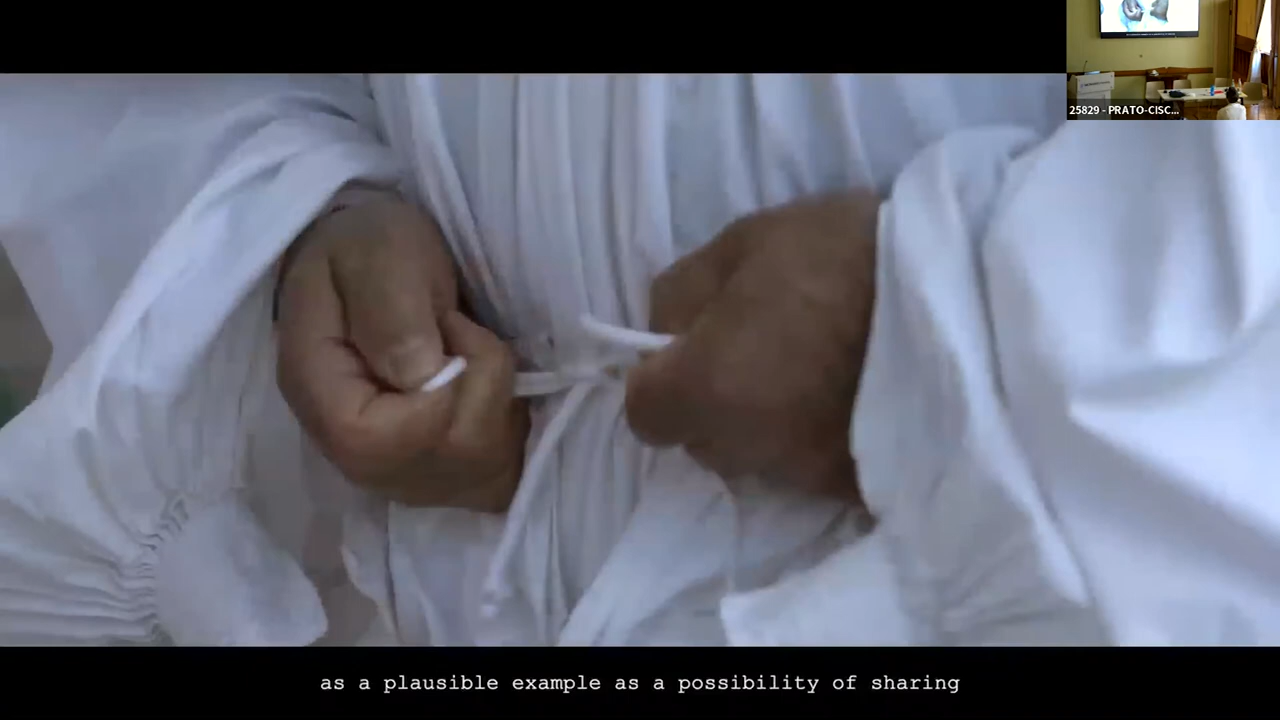 25829 - PRATO-CISC...
as a plausible example as a possibility of sharing